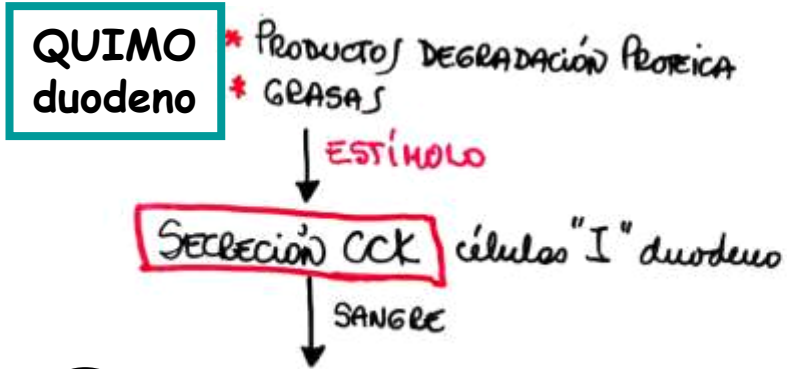 QUIMO
duodeno
* PRODUCTOS DEGRADACIÓN PROTEICA
* GRASAS
ESTÍMULO
SECRECIÓN CCK células "I" duodeno
SANGRE